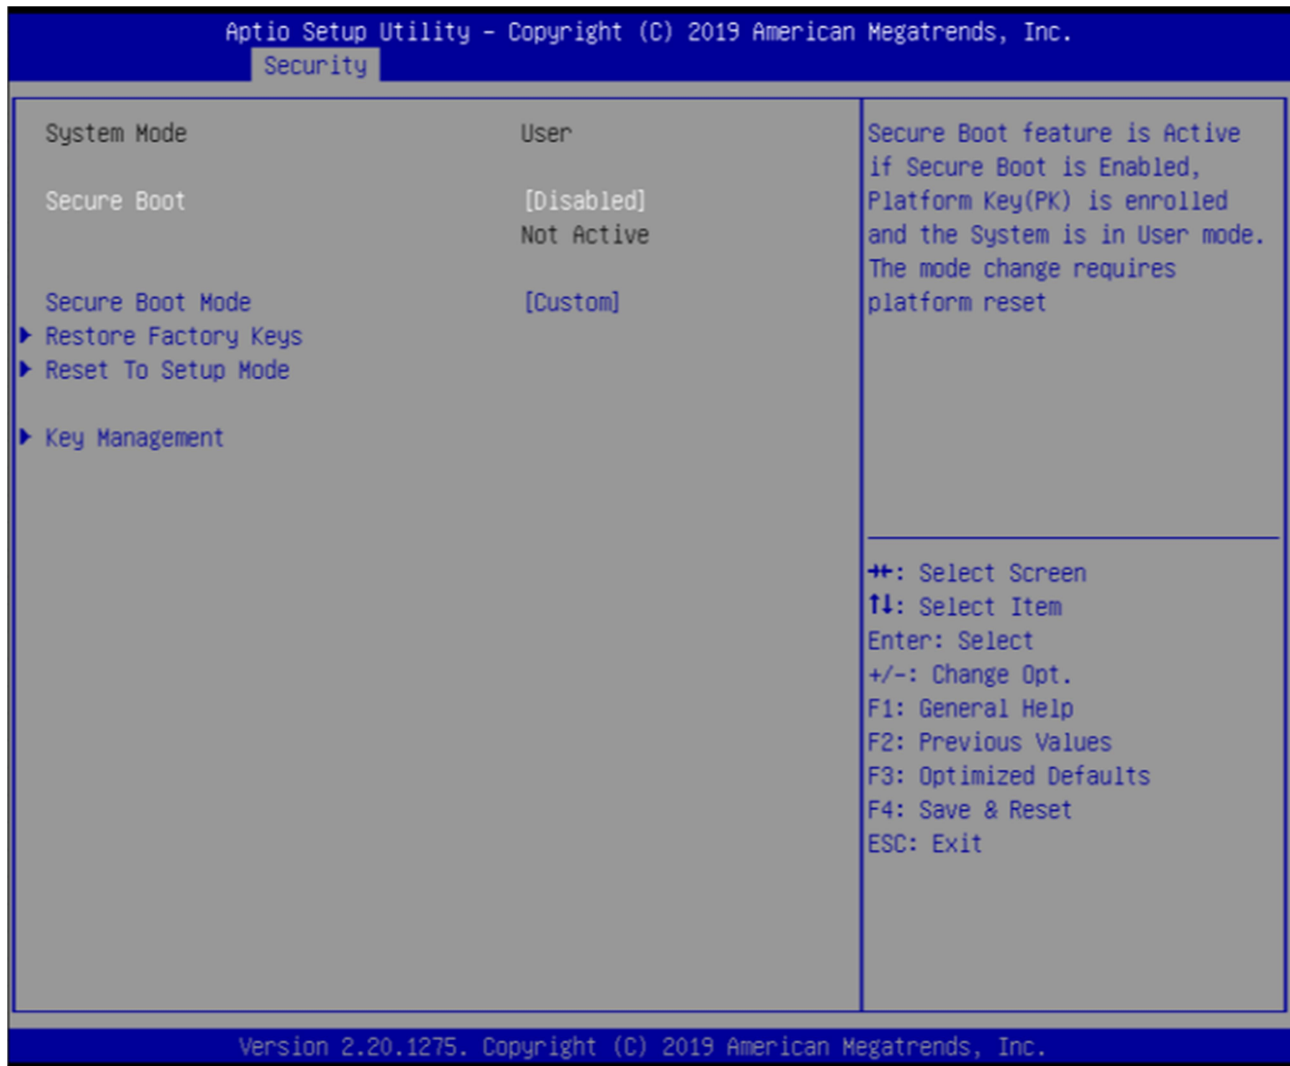 Aptio Setup Utility – Copyright (C) 2019 American Megatrends, Inc.
Security
System Mode User
Secure Boot [Disabled]
Not Active
Secure Boot Mode [Custom]
▶ Restore Factory Keys
▶ Reset To Setup Mode
▶ Key Management
Secure Boot feature is Active
if Secure Boot is Enabled,
Platform Key(PK) is enrolled
and the System is in User mode.
The mode change requires
platform reset
→←: Select Screen
↑↓: Select Item
Enter: Select
+/-: Change Opt.
F1: General Help
F2: Previous Values
F3: Optimized Defaults
F4: Save & Reset
ESC: Exit
Version 2.20.1275. Copyright (C) 2019 American Megatrends, Inc.